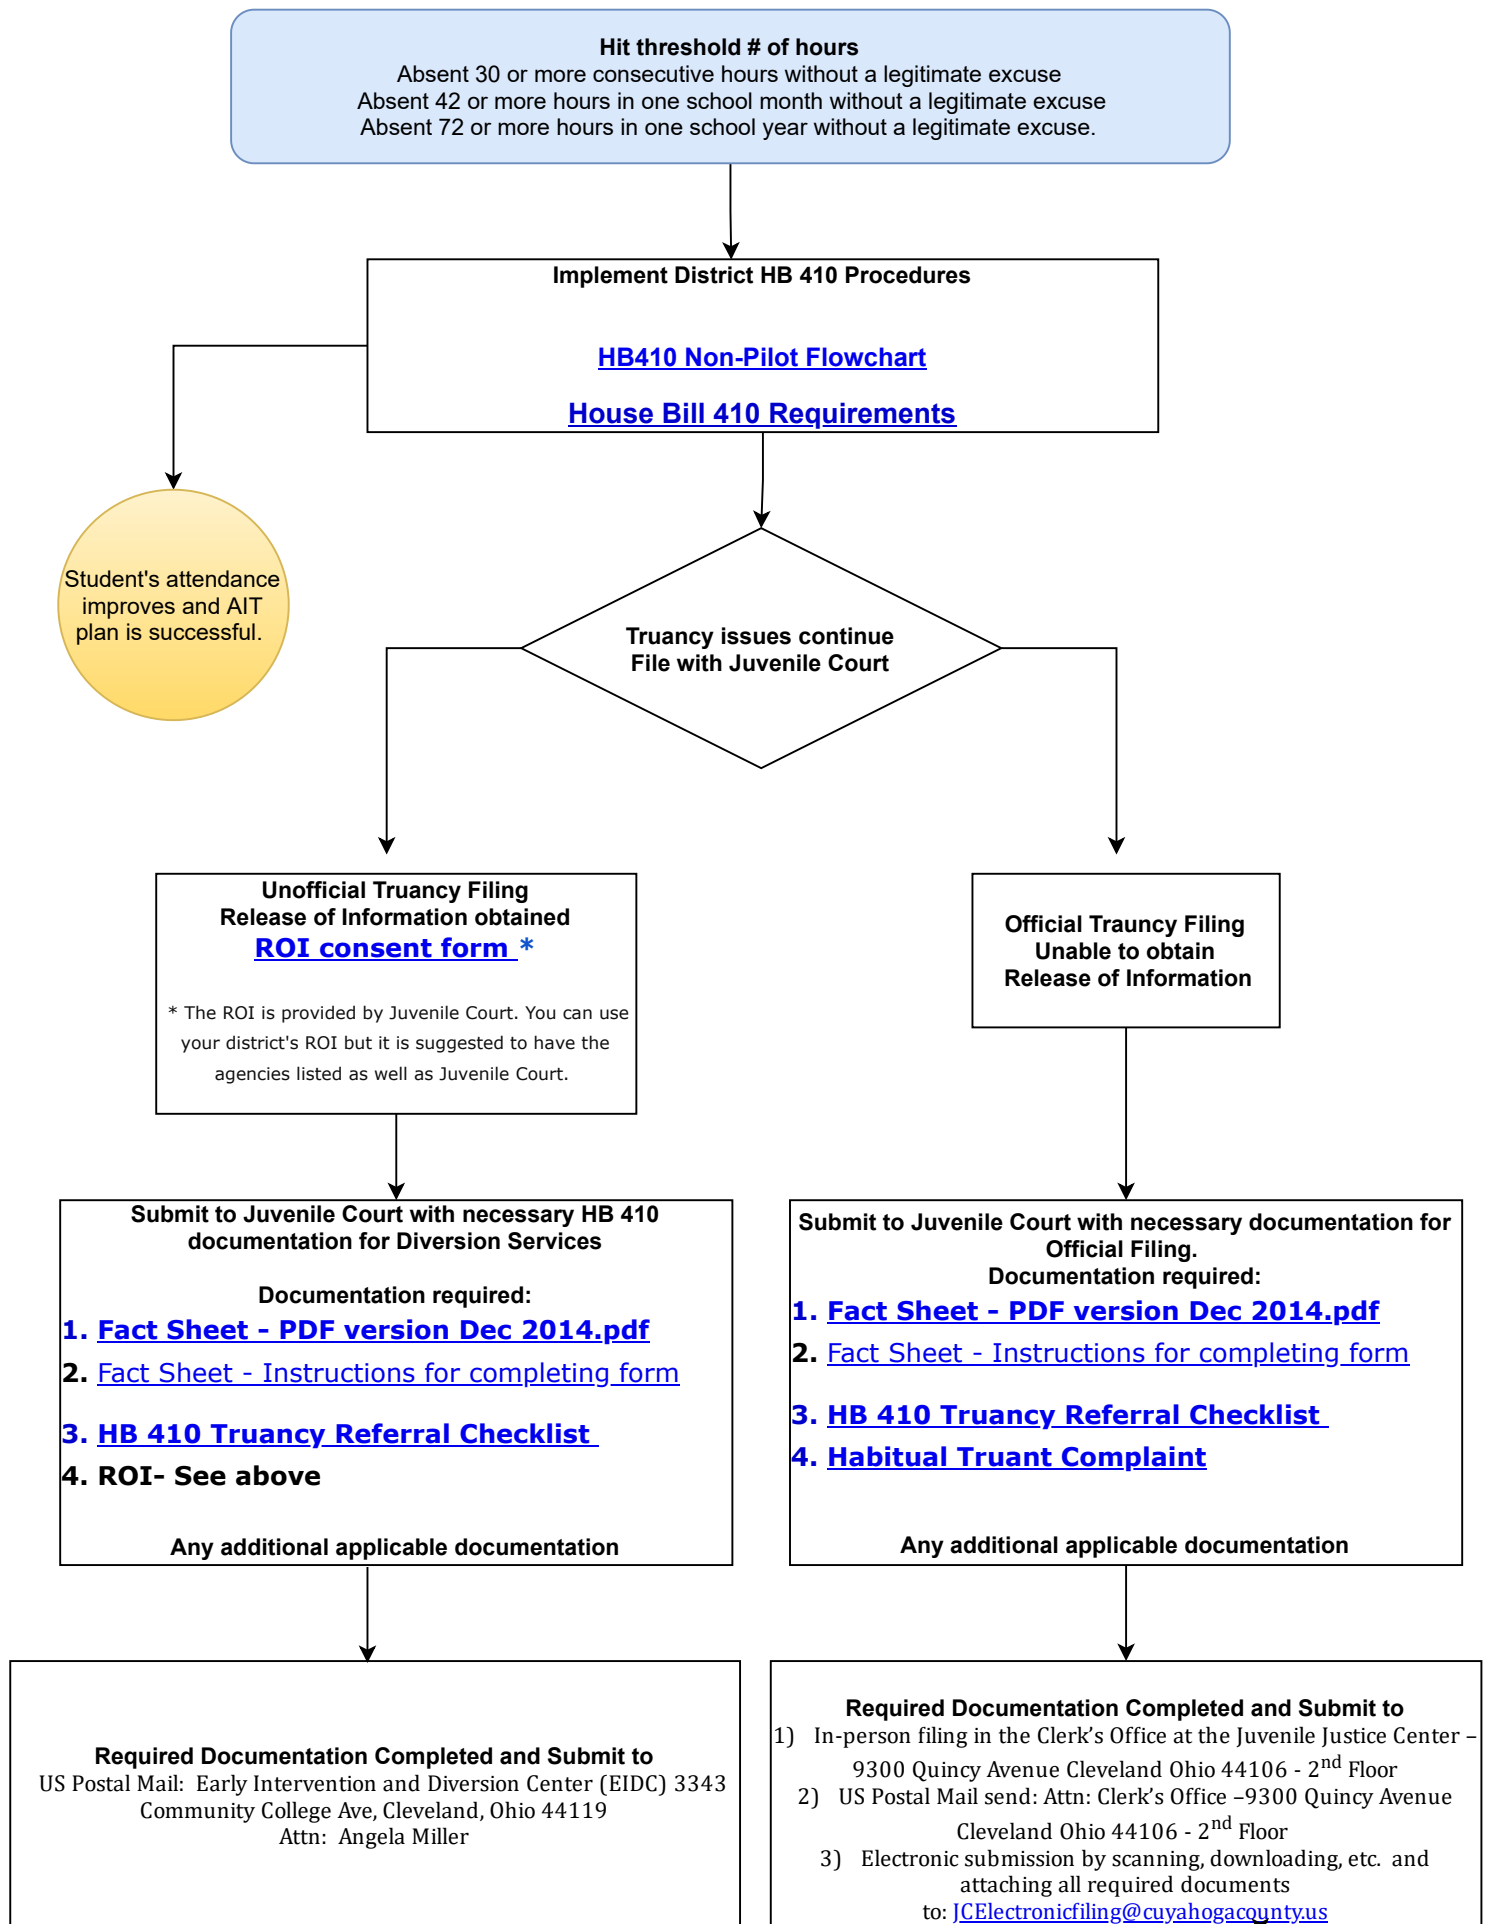 Hit threshold # of hours
Absent 30 or more consecutive hours without a legitimate excuse
Absent 42 or more hours in one school month without a legitimate excuse
Absent 72 or more hours in one school year without a legitimate excuse.
Implement District HB 410 Procedures
HB410 Non-Pilot Flowchart
House Bill 410 Requirements
Student's attendance
improves and AIT
plan is successful.
Truancy issues continue
File with Juvenile Court
Unofficial Truancy Filing
Release of Information obtained
ROI consent form *
* The ROI is provided by Juvenile Court. You can use
your district's ROI but it is suggested to have the
agencies listed as well as Juvenile Court.
Official Trauncy Filing
Unable to obtain
Release of Information
Submit to Juvenile Court with necessary HB 410
documentation for Diversion Services
Documentation required:
1. Fact Sheet - PDF version Dec 2014.pdf
2. Fact Sheet - Instructions for completing form
3. HB 410 Truancy Referral Checklist
4. ROI- See above
Any additional applicable documentation
Submit to Juvenile Court with necessary documentation for
Official Filing.
Documentation required:
1. Fact Sheet - PDF version Dec 2014.pdf
2. Fact Sheet - Instructions for completing form
3. HB 410 Truancy Referral Checklist
4. Habitual Truant Complaint
Any additional applicable documentation
Required Documentation Completed and Submit to
US Postal Mail: Early Intervention and Diversion Center (EIDC) 3343
Community College Ave, Cleveland, Ohio 44119
Attn: Angela Miller
Required Documentation Completed and Submit to
1) In-person filing in the Clerk’s Office at the Juvenile Justice Center –
9300 Quincy Avenue Cleveland Ohio 44106 - 2nd Floor
2) US Postal Mail send: Attn: Clerk’s Office –9300 Quincy Avenue
Cleveland Ohio 44106 - 2nd Floor
3) Electronic submission by scanning, downloading, etc. and
attaching all required documents
to: JCElectronicfiling@cuyahogacounty.us